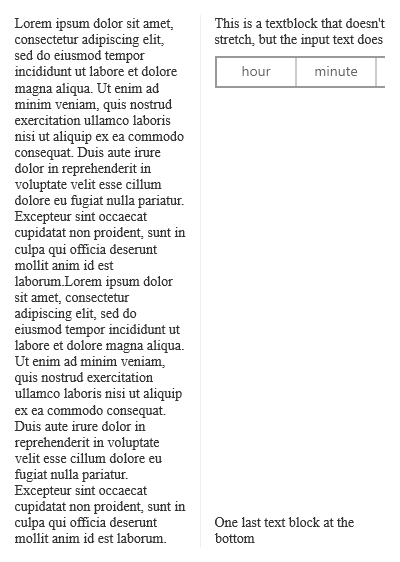 Lorem ipsum dolor sit amet,
consectetur adipiscing elit,
sed do eiusmod tempor
incididunt ut labore et dolore
magna aliqua. Ut enim ad
minim veniam, quis nostrud
exercitation ullamco laboris
nisi ut aliquip ex ea commodo
consequat. Duis aute irure
dolor in reprehenderit in
voluptate velit esse cillum
dolore eu fugiat nulla pariatur.
Excepteur sint occaecat
cupidatat non proident, sunt in
culpa qui officia deserunt
mollit anim id est
laborum.Lorem ipsum dolor
sit amet, consectetur
adipiscing elit, sed do
eiusmod tempor incididunt ut
labore et dolore magna aliqua.
Ut enim ad minim veniam,
quis nostrud exercitation
ullamco laboris nisi ut aliquip
ex ea commodo consequat.
Duis aute irure dolor in
reprehenderit in voluptate
velit esse cillum dolore eu
fugiat nulla pariatur.
Excepteur sint occaecat
cupidatat non proident, sunt in
culpa qui officia deserunt
mollit anim id est laborum.
This is a textblock that doesn't
stretch, but the input text does
hour minute
One last text block at the
bottom